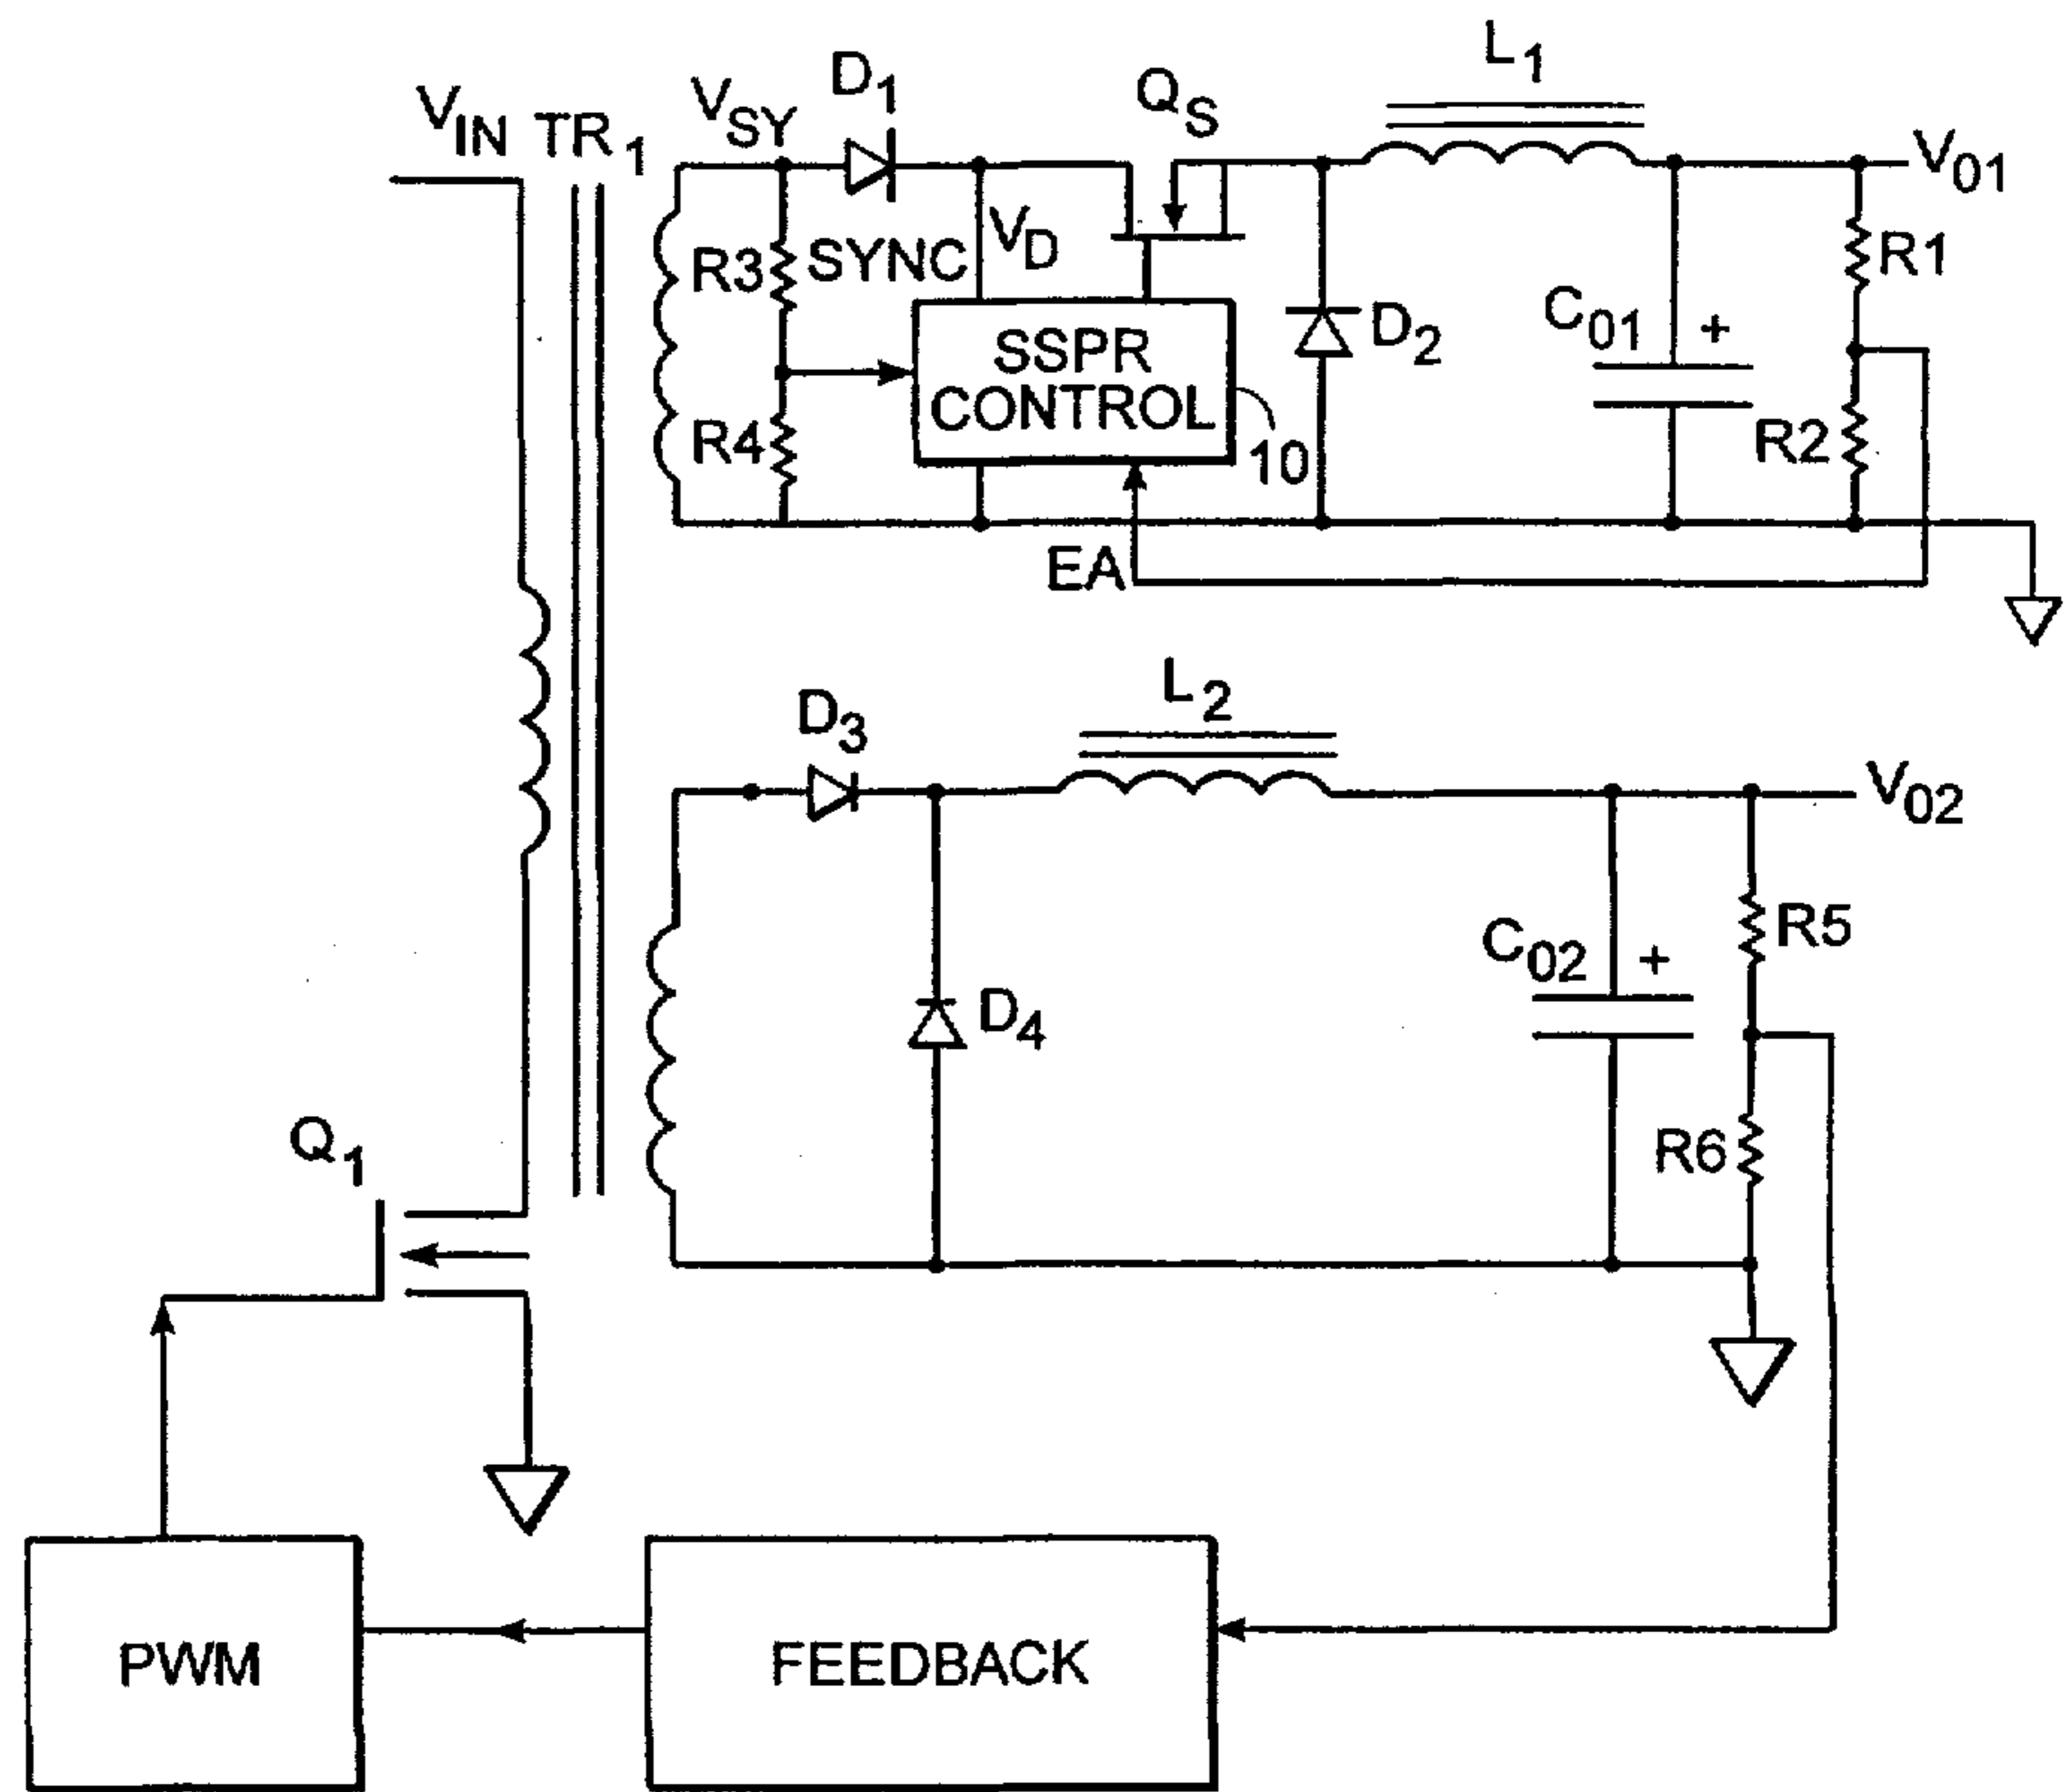 L1
D1
QS
VSY
VIN TR1
V01
VD
R3
SYNC
R1
C01 +
D2
SSPR
CONTROL
R4
10
R2
EA
L2
D3
V02
R5
C02 +
D4
Q1
R6
PWM
FEEDBACK